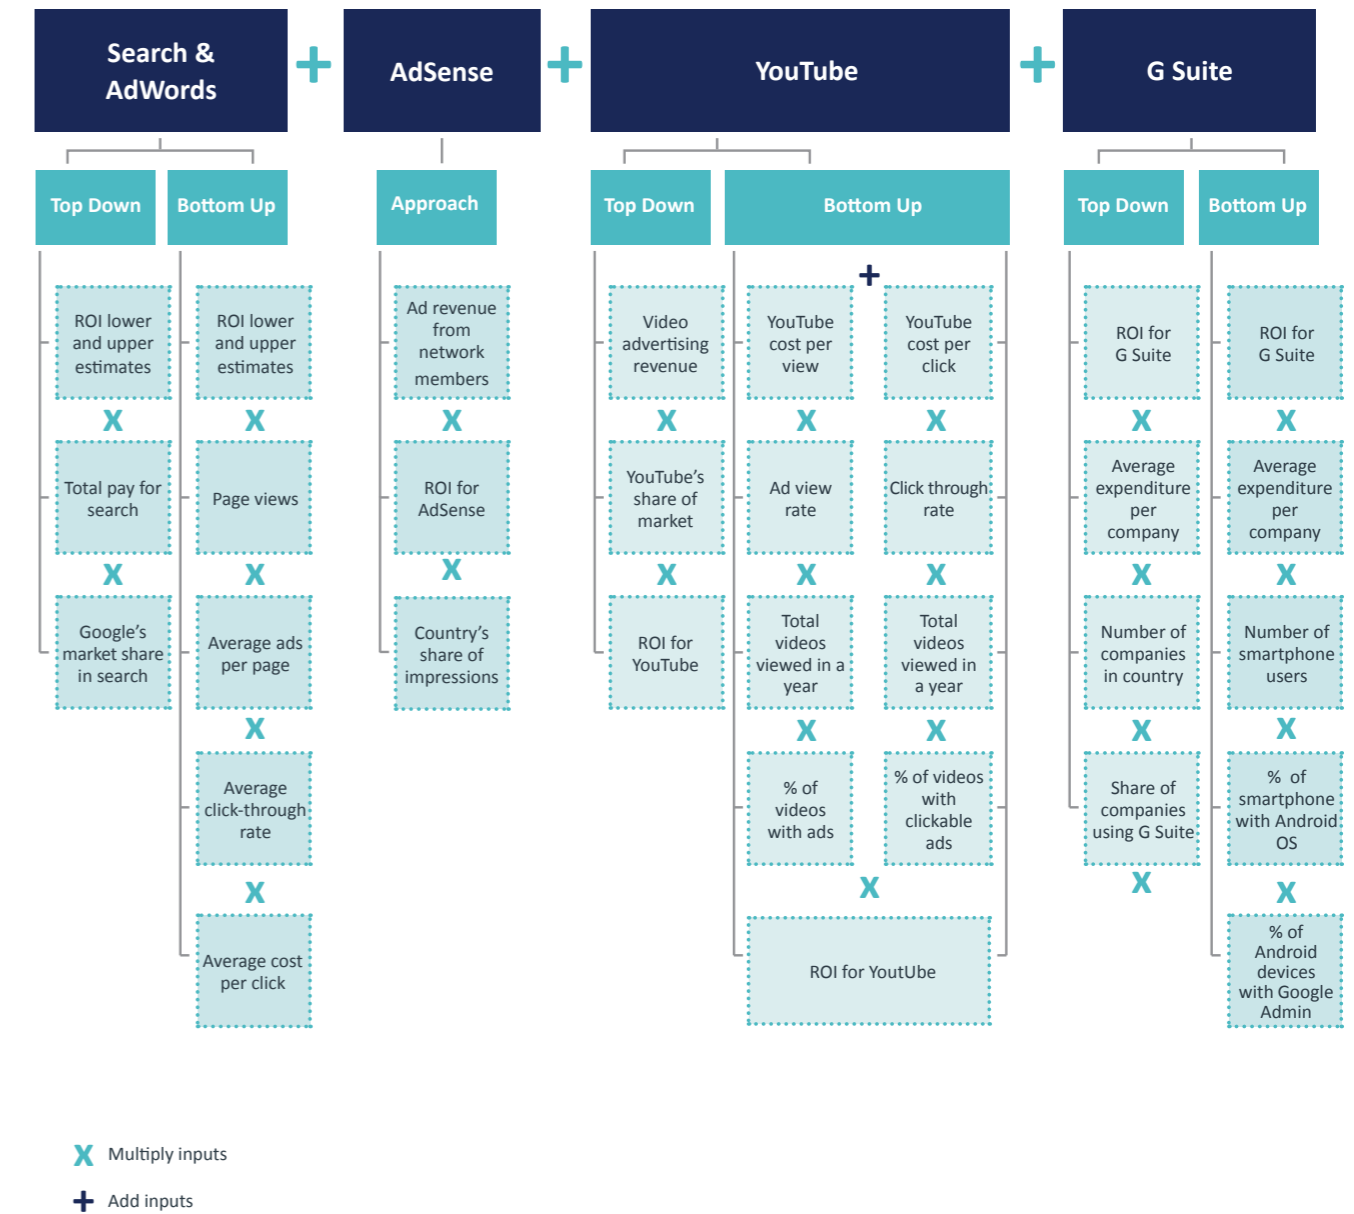 Search &
AdWords
+
AdSense
+
YouTube
+
G Suite
Top Down
Bottom Up
Approach
Top Down
Bottom Up
Top Down
Bottom Up
ROI lower
and upper
estimates
X
Total pay for
search
X
Google's
market share
in search
ROI lower
and upper
estimates
X
Page views
X
Average ads
per page
X
Average
click-through
rate
X
Average cost
per click
Ad revenue
from
network
members
X
ROI for
AdSense
X
Country's
share of
impressions
Video
advertising
revenue
X
YouTube's
share of
market
X
ROI for
YouTube
+
YouTube
cost per
view
X
Ad view
rate
X
Total
videos
viewed in a
year
X
% of
videos
with ads
YouTube
cost per
click
X
Click through
rate
X
Total
videos
viewed in
a year
X
% of videos
with
clickable
ads
X
ROI for YoutUbe
ROI for
G Suite
X
Average
expenditure
per
company
X
Number of
companies
in country
X
Share of
companies
using G Suite
X
ROI for
G Suite
X
Average
expenditure
per
company
X
Number of
smartphone
users
X
% of
smartphone
with Android
OS
X
% of
Android
devices
with Google
Admin
X Multiply inputs
+ Add inputs